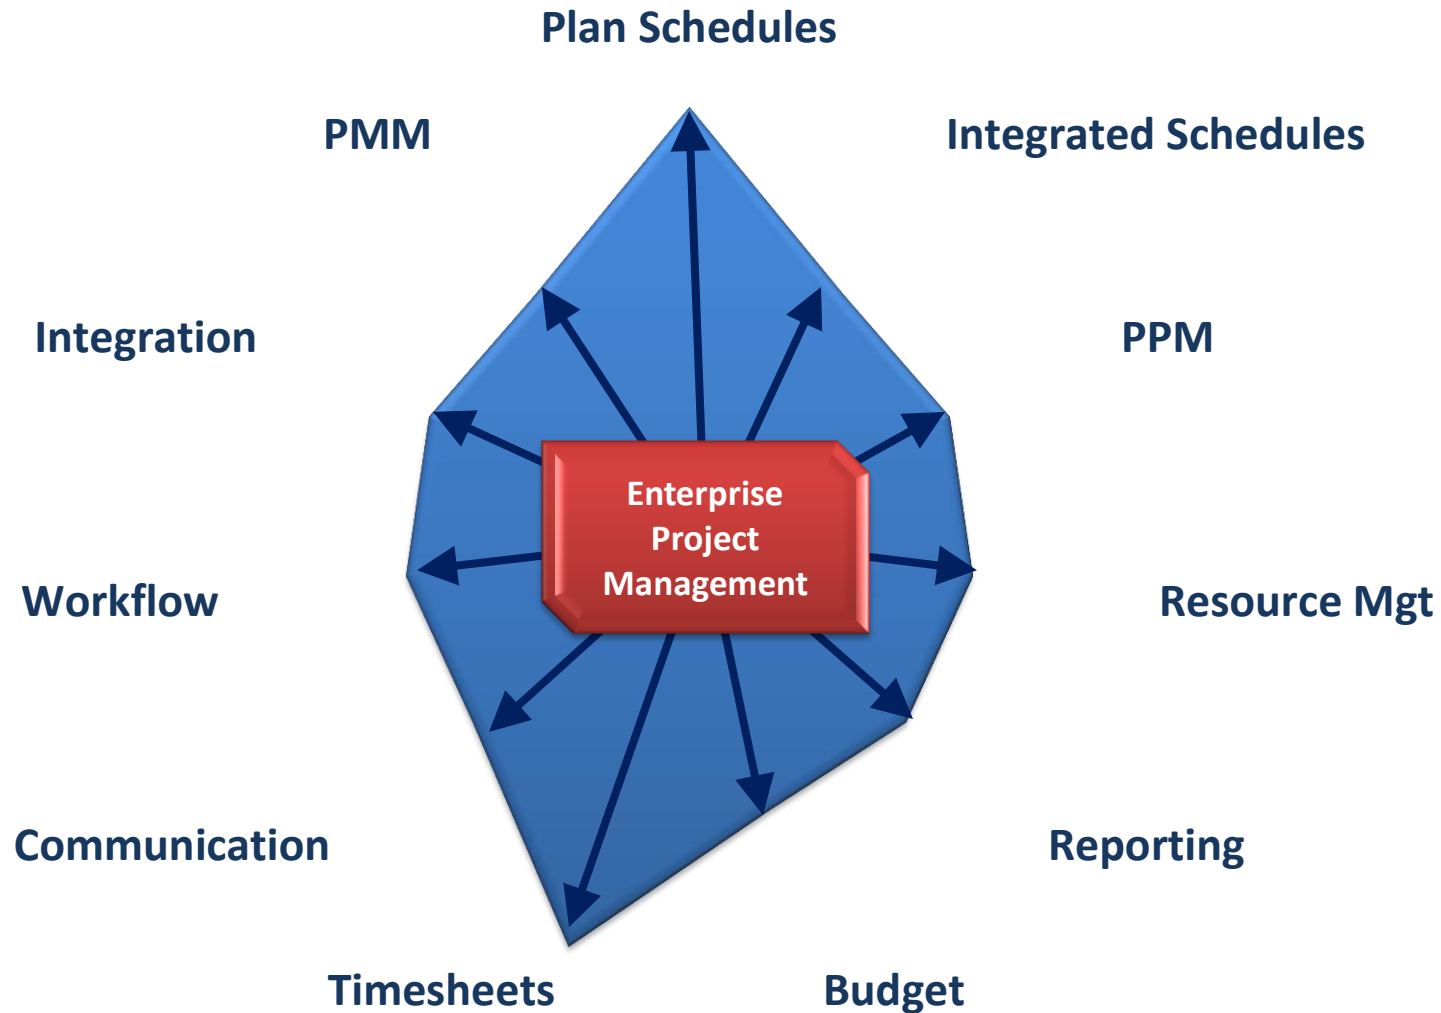 Plan Schedules
PMM
Integrated Schedules
Integration
PPM
Enterprise
Project
Management
Workflow
Resource Mgt
Communication
Reporting
Timesheets
Budget